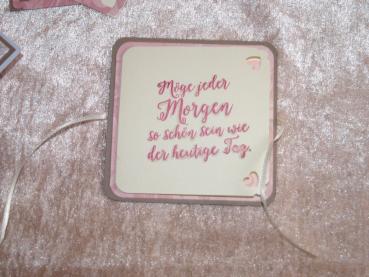 Möge jeder
Morgen
so schön sein wie
der heutige Tag.